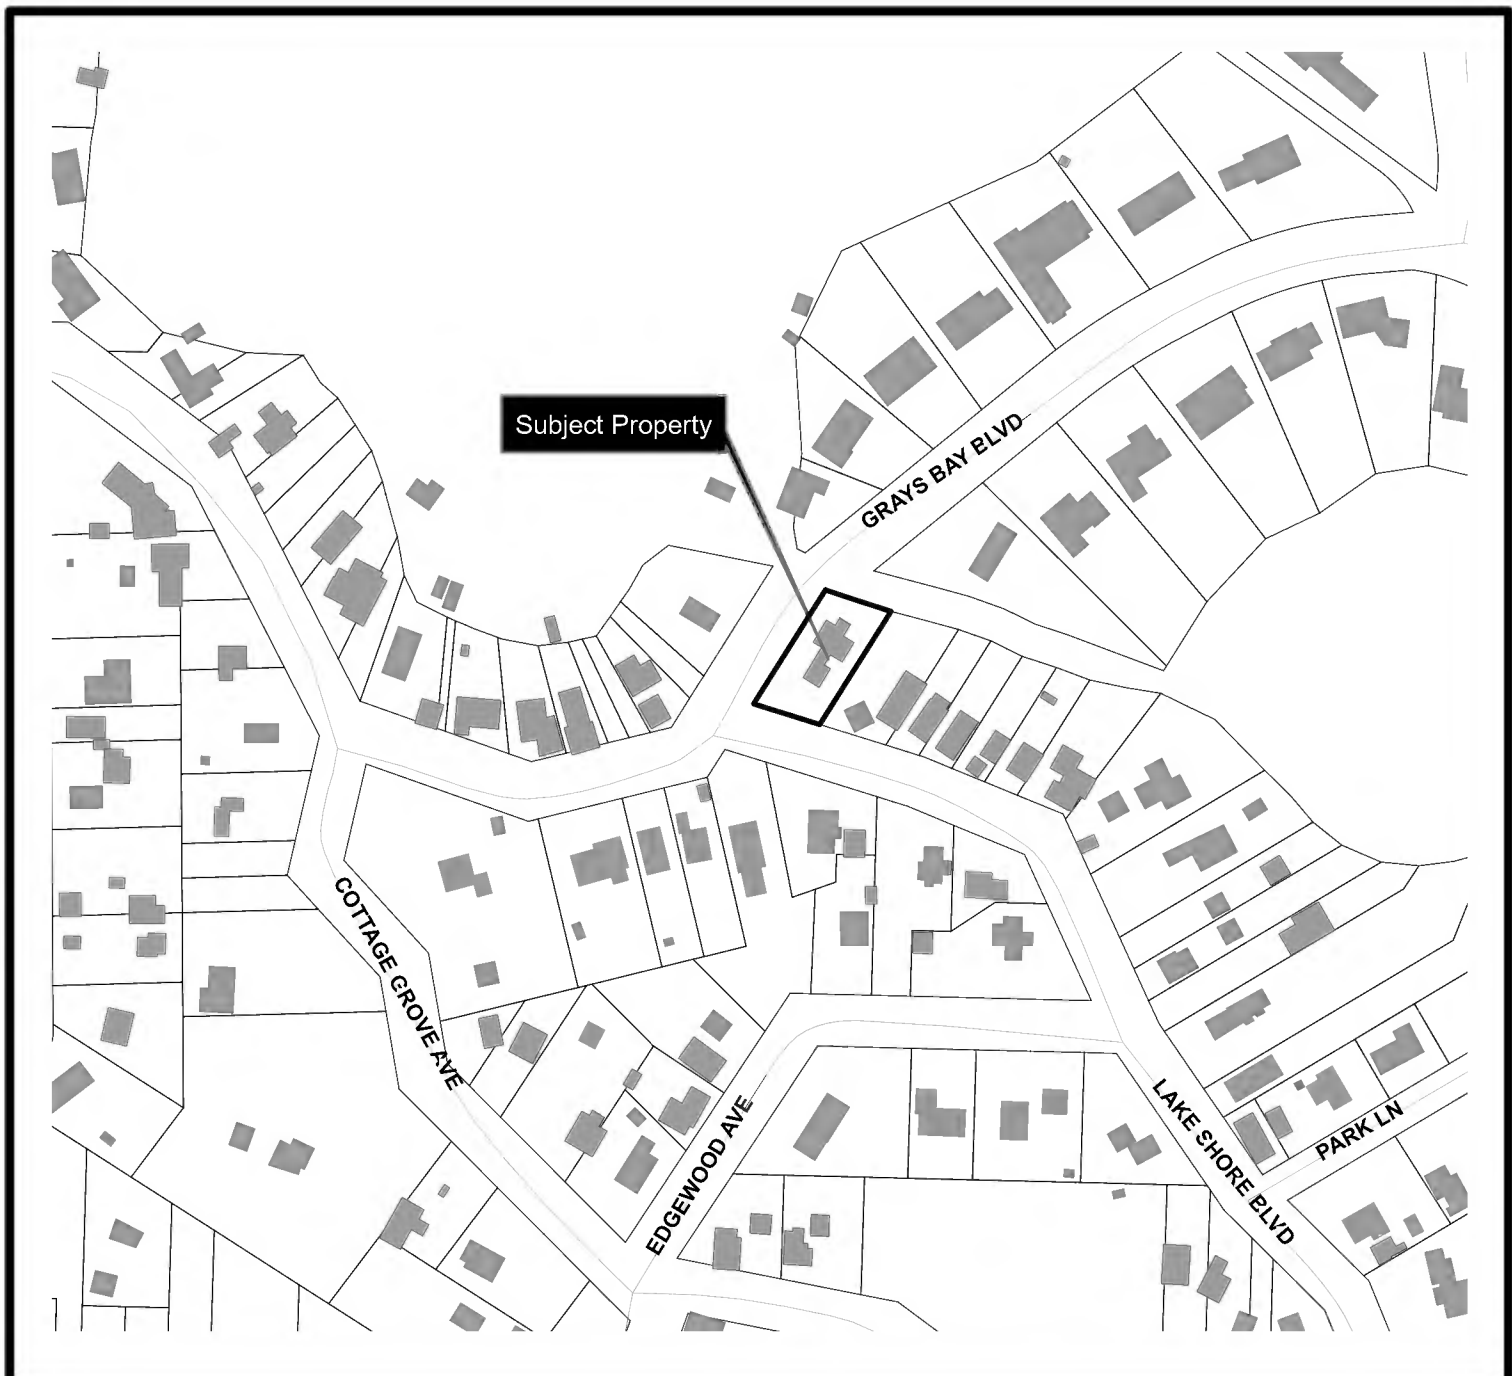 Subject Property
GRAYS BAY BLVD
COTTAGE GROVE AVE
EDGEWOOD AVE
LAKE SHORE BLVD
PARK LN